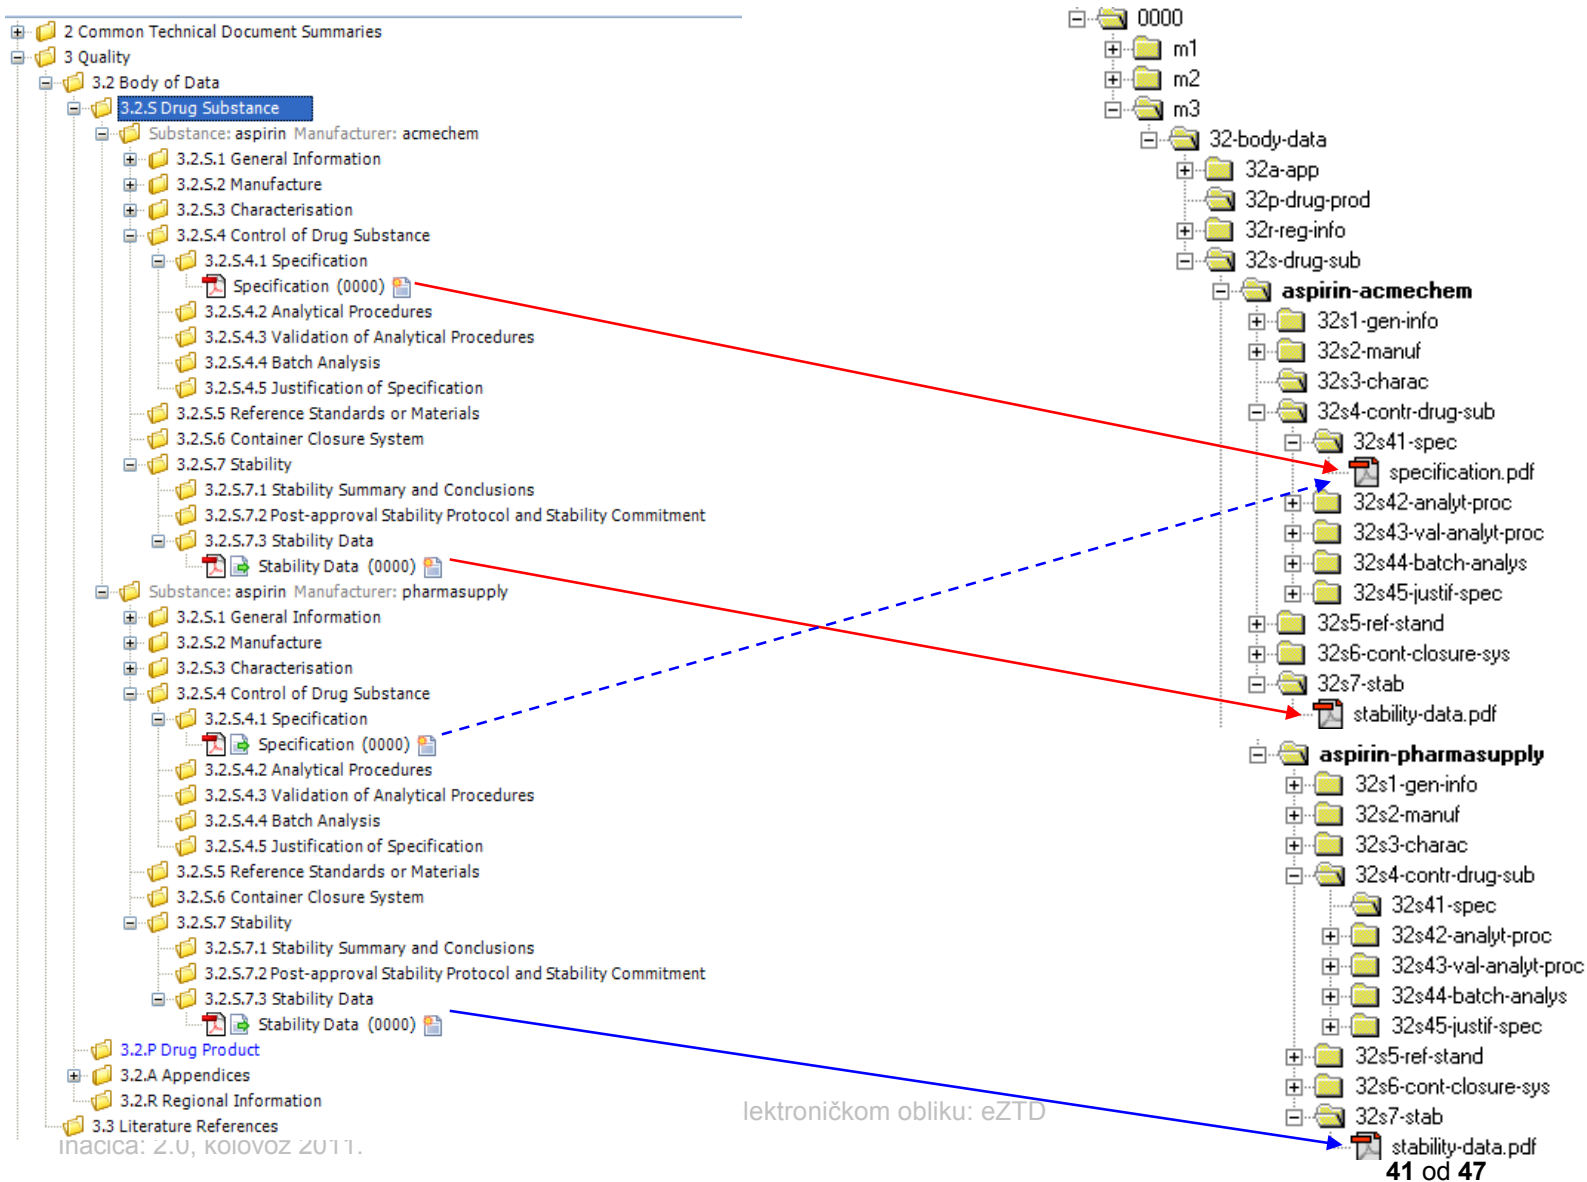 2 Common Technical Document Summaries
3 Quality
3.2 Body of Data
3.2.S Drug Substance
Substance: aspirin Manufacturer: acmechem
3.2.S.1 General Information
3.2.S.2 Manufacture
3.2.S.3 Characterisation
3.2.S.4 Control of Drug Substance
3.2.S.4.1 Specification
Specification (0000)
3.2.S.4.2 Analytical Procedures
3.2.S.4.3 Validation of Analytical Procedures
3.2.S.4.4 Batch Analysis
3.2.S.4.5 Justification of Specification
3.2.S.5 Reference Standards or Materials
3.2.S.6 Container Closure System
3.2.S.7 Stability
3.2.S.7.1 Stability Summary and Conclusions
3.2.S.7.2 Post-approval Stability Protocol and Stability Commitment
3.2.S.7.3 Stability Data
Stability Data (0000)
Substance: aspirin Manufacturer: pharmasupply
3.2.S.1 General Information
3.2.S.2 Manufacture
3.2.S.3 Characterisation
3.2.S.4 Control of Drug Substance
3.2.S.4.1 Specification
Specification (0000)
3.2.S.4.2 Analytical Procedures
3.2.S.4.3 Validation of Analytical Procedures
3.2.S.4.4 Batch Analysis
3.2.S.4.5 Justification of Specification
3.2.S.5 Reference Standards or Materials
3.2.S.6 Container Closure System
3.2.S.7 Stability
3.2.S.7.1 Stability Summary and Conclusions
3.2.S.7.2 Post-approval Stability Protocol and Stability Commitment
3.2.S.7.3 Stability Data
Stability Data (0000)
3.2.P Drug Product
3.2.A Appendices
3.2.R Regional Information
3.3 Literature References
0000
m1
m2
m3
32-body-data
32a-app
32p-drug-prod
32r-reg-info
32s-drug-sub
aspirin-acmechem
32s1-gen-info
32s2-manuf
32s3-charac
32s4-contr-drug-sub
32s41-spec
specification.pdf
32s42-analyt-proc
32s43-val-analyt-proc
32s44-batch-analys
32s45-justif-spec
32s5-ref-stand
32s6-cont-closure-sys
32s7-stab
stability-data.pdf
aspirin-pharmasupply
32s1-gen-info
32s2-manuf
32s3-charac
32s4-contr-drug-sub
32s41-spec
32s42-analyt-proc
32s43-val-analyt-proc
32s44-batch-analys
32s45-justif-spec
32s5-ref-stand
32s6-cont-closure-sys
32s7-stab
stability-data.pdf
lektroničkom obliku: eZTD
Inačica: 2.0, kolovoz 2011.
41 od 47